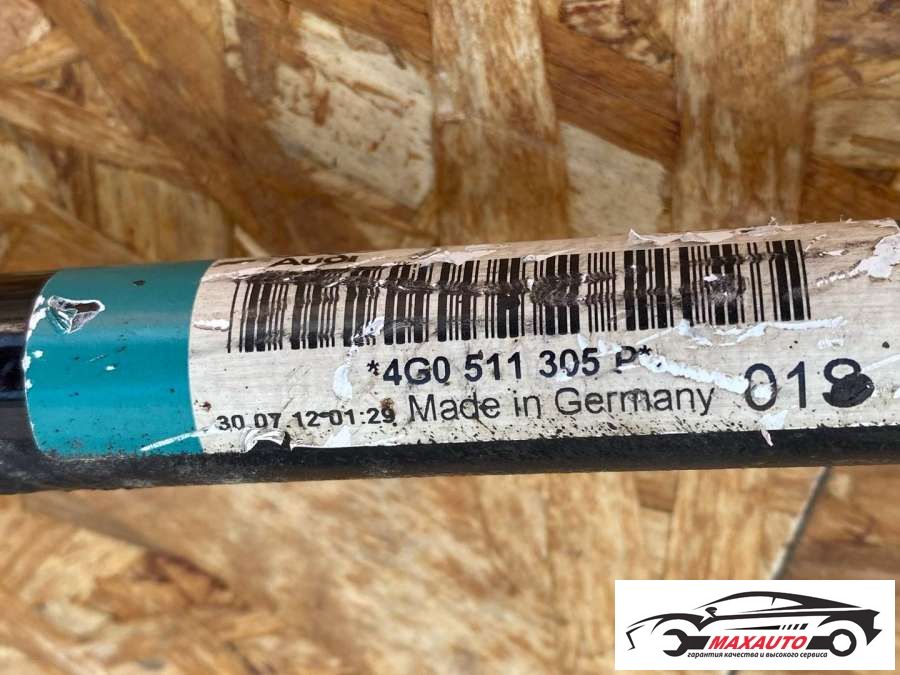 Audi
*4G0 511 305 P*
30 07 12 01:29 Made in Germany 018
MAXAUTO
гарантия качества и высокого сервиса